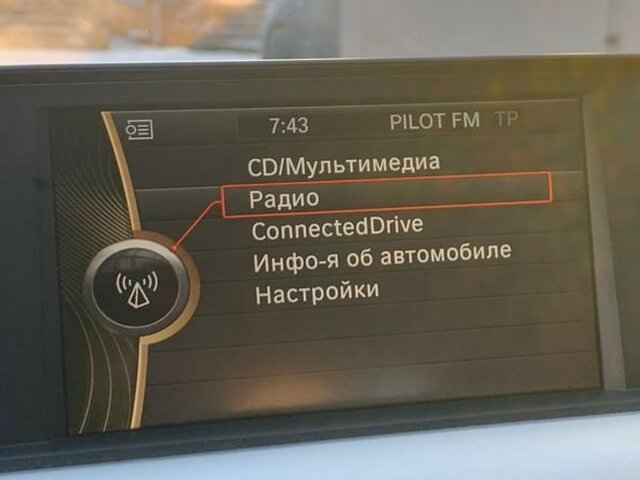 7:43 PILOT FM TP
CD/Мультимедиа
Радио
ConnectedDrive
Инфо-я об автомобиле
Настройки